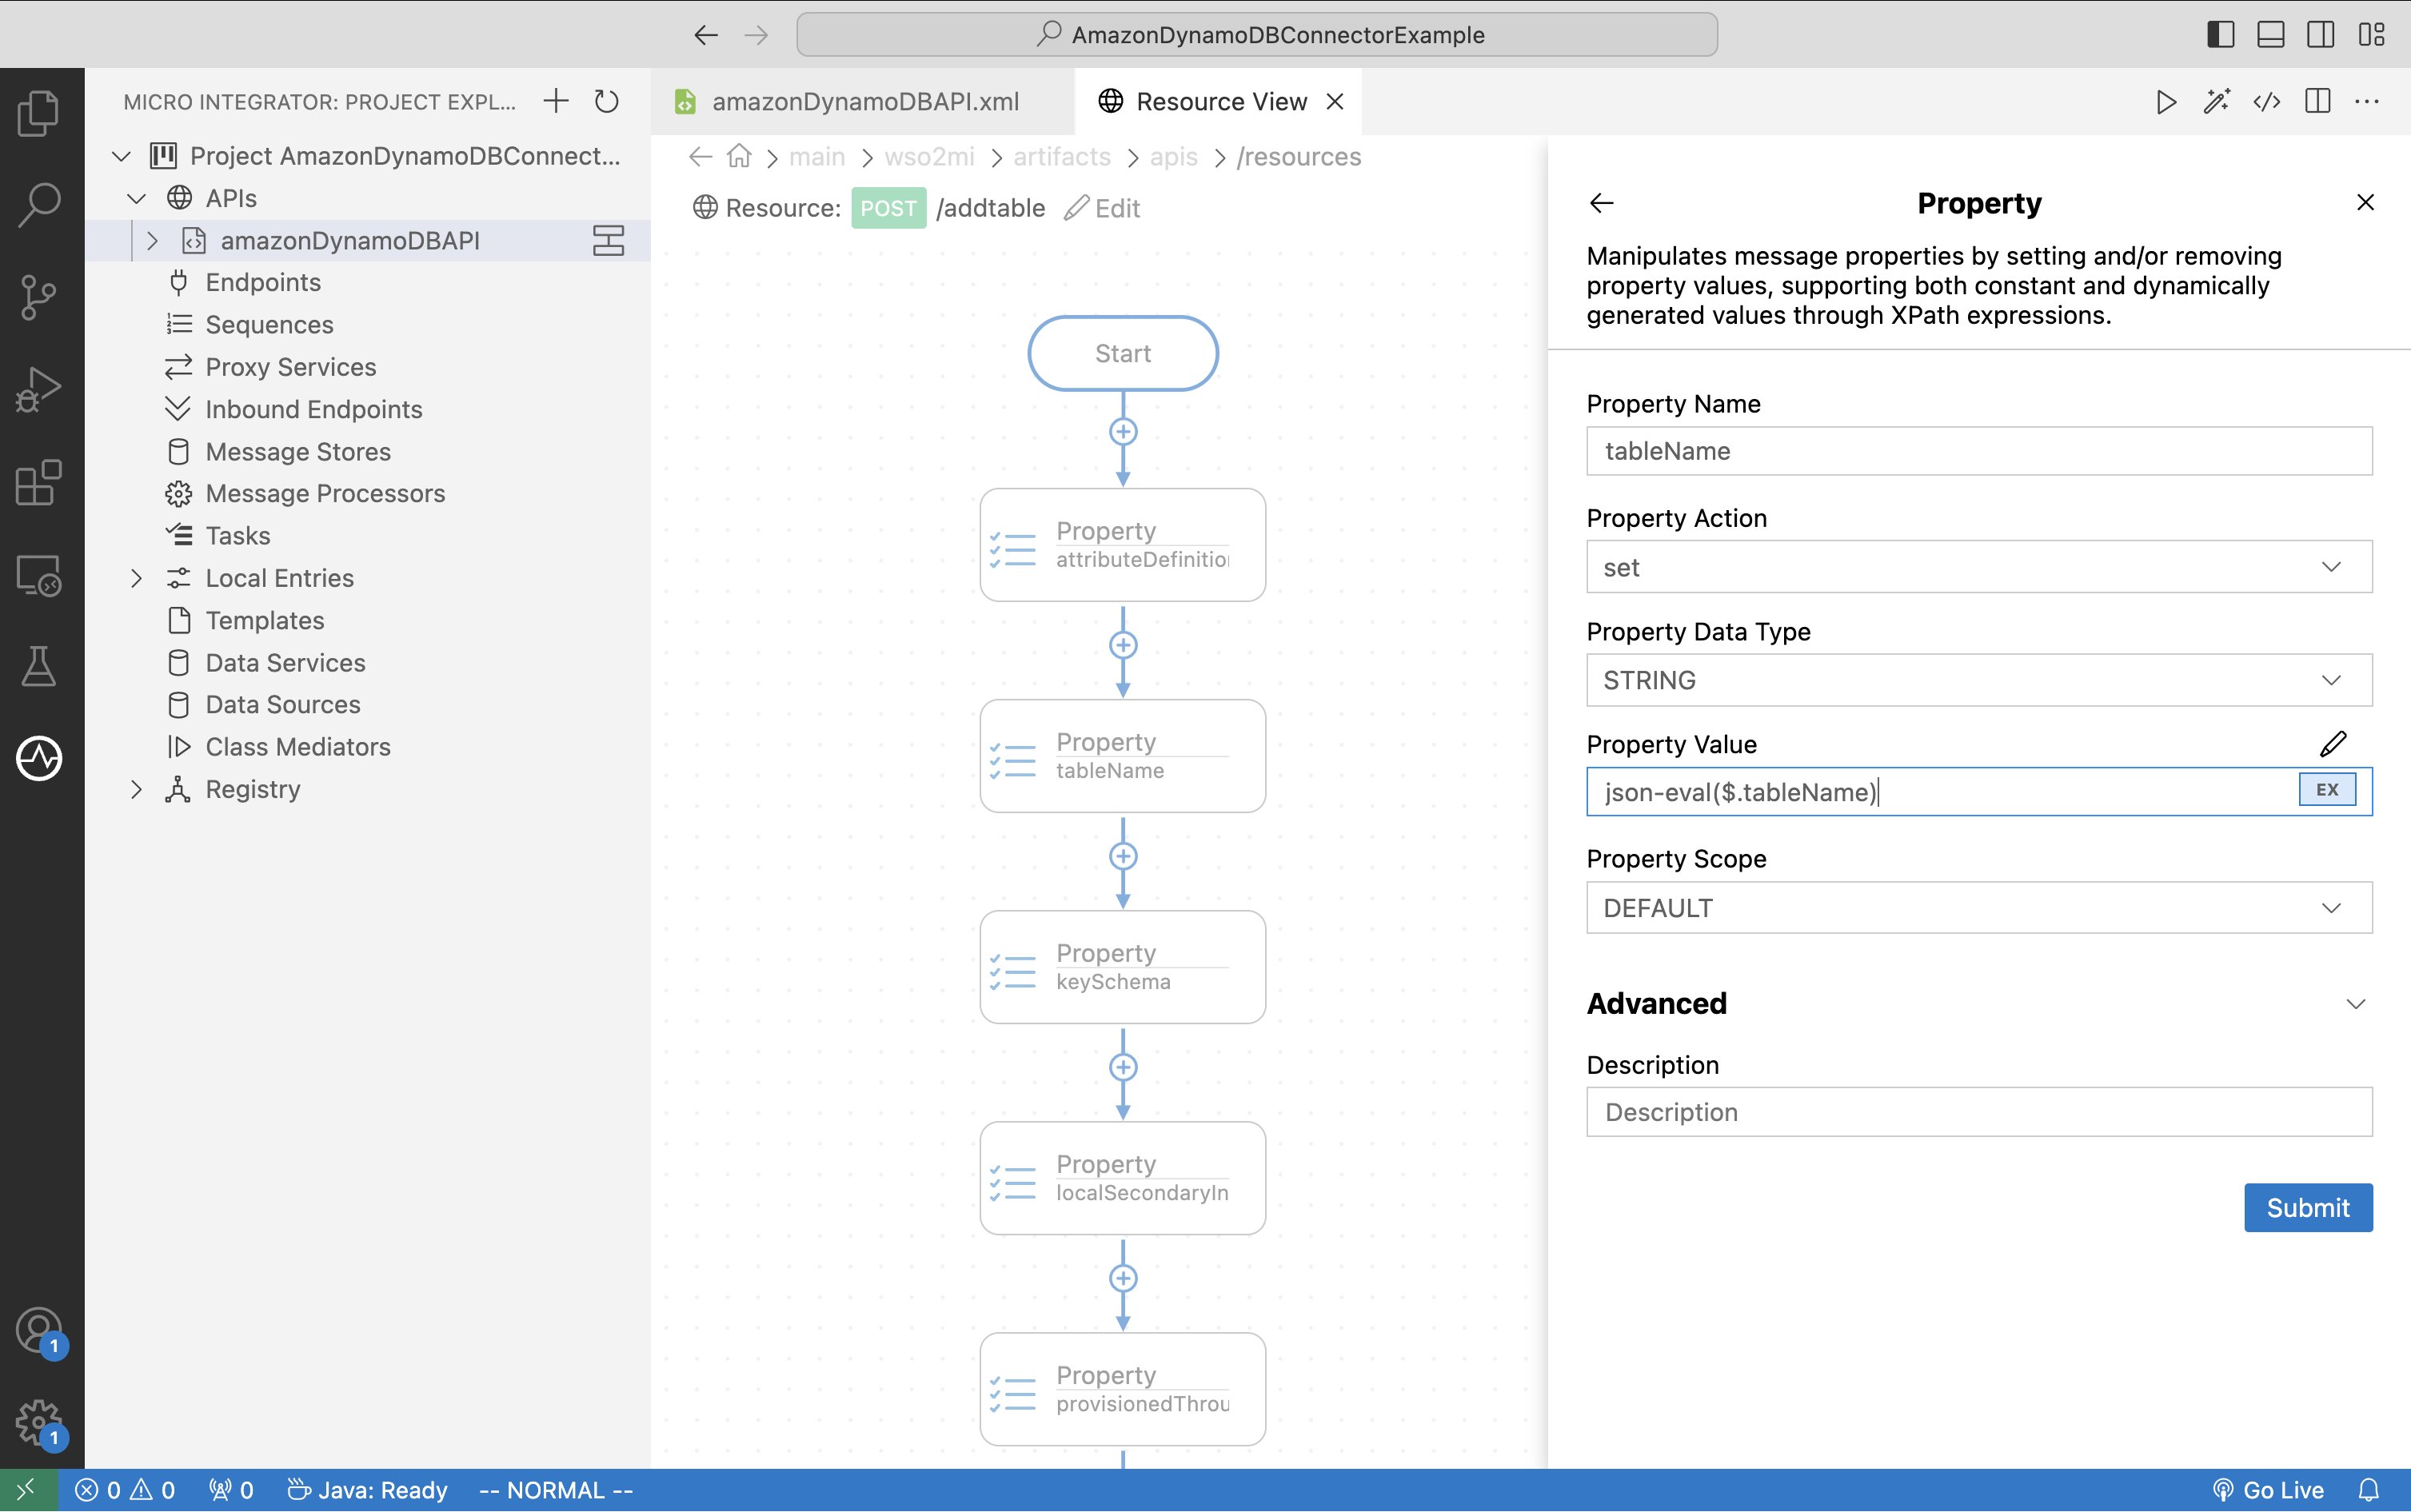 AmazonDynamoDBConnectorExample
MICRO INTEGRATOR: PROJECT EXPL...
Project AmazonDynamoDBConnect...
APIs
amazonDynamoDBAPI
Endpoints
Sequences
Proxy Services
Inbound Endpoints
Message Stores
Message Processors
Tasks
Local Entries
Templates
Data Services
Data Sources
Class Mediators
Registry
1
1
amazonDynamoDBAPI.xml
Resource View
main > wso2mi > artifacts > apis > /resources
Resource: POST /addtable Edit
Start
Property
attributeDefinition
Property
tableName
Property
keySchema
Property
localSecondaryIn
Property
provisionedThrou
Property
Manipulates message properties by setting and/or removing
property values, supporting both constant and dynamically
generated values through XPath expressions.
Property Name
tableName
Property Action
set
Property Data Type
STRING
Property Value
json-eval($.tableName)
EX
Property Scope
DEFAULT
Advanced
Description
Description
Submit
0 0 0 Java: Ready -- NORMAL -- Go Live